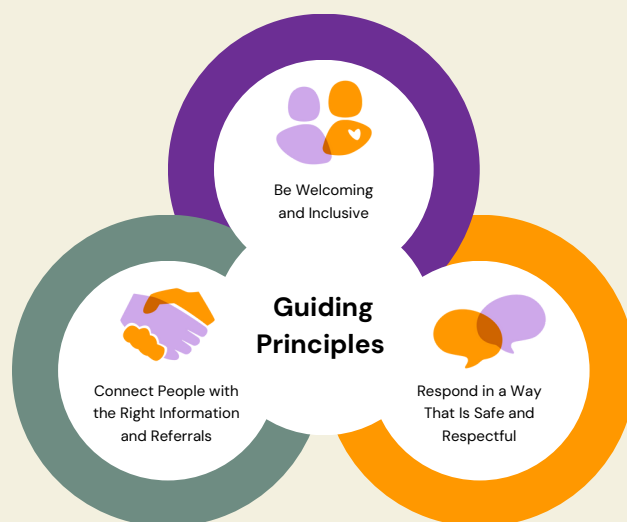 Be Welcoming
and Inclusive
Guiding
Principles
Connect People with
the Right Information
and Referrals
Respond in a Way
That Is Safe and
Respectful